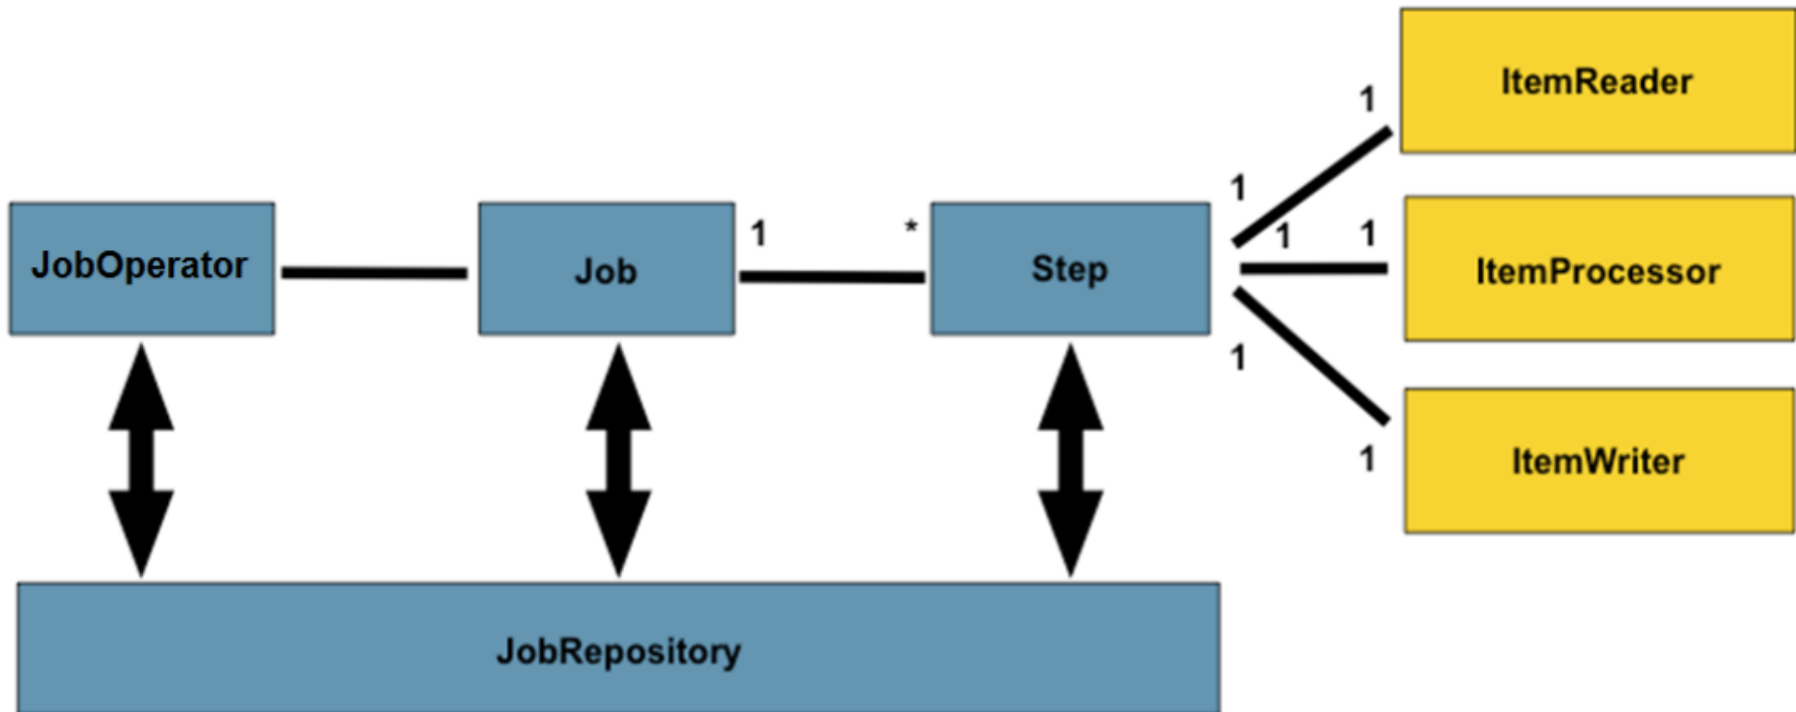 ItemReader
1
1
JobOperator
Job
1
*
Step
1
1
ItemProcessor
1
1
ItemWriter
JobRepository